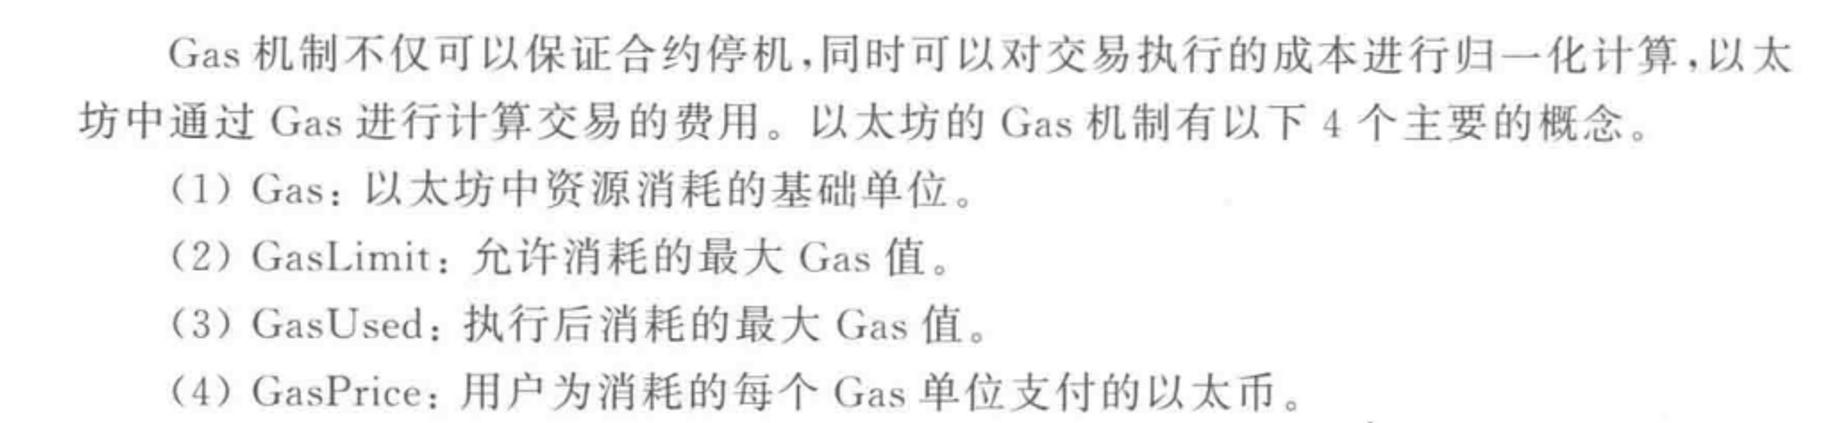 Gas 机制不仅可以保证合约停机,同时可以对交易执行的成本进行归一化计算,以太
坊中通过 Gas 进行计算交易的费用。以太坊的 Gas 机制有以下 4 个主要的概念。
(1) Gas: 以太坊中资源消耗的基础单位。
(2) GasLimit: 允许消耗的最大 Gas 值。
(3) GasUsed: 执行后消耗的最大 Gas 值。
(4) GasPrice: 用户为消耗的每个 Gas 单位支付的以太币。